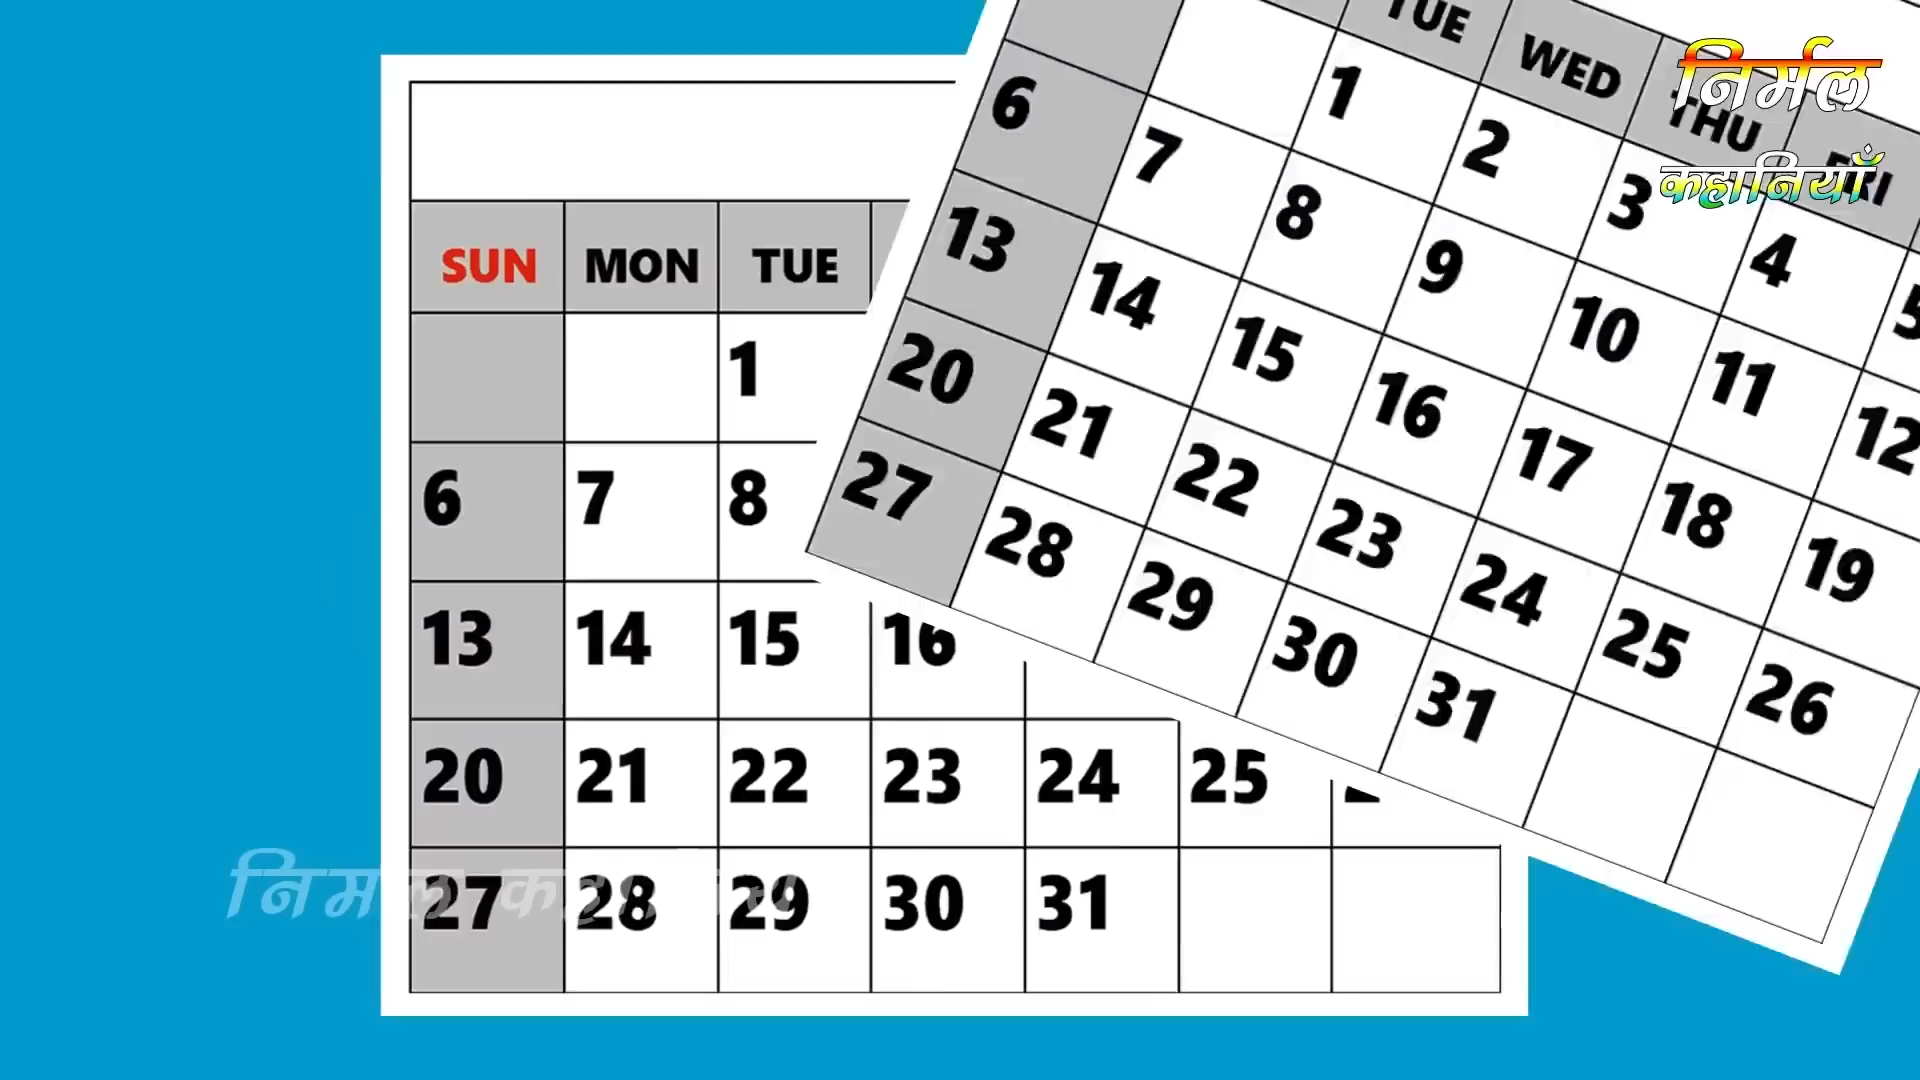 निर्मल
कहानियाँ
TUE WED THU FRI
1 2 3 4 5
6 7 8 9 10 11 12
13 14 15 16 17 18 19
20 21 22 23 24 25 26
27 28 29 30 31
SUN MON TUE
1
6 7 8
13 14 15 16
20 21 22 23 24 25
27 28 29 30 31
निर्मल कहानियाँ